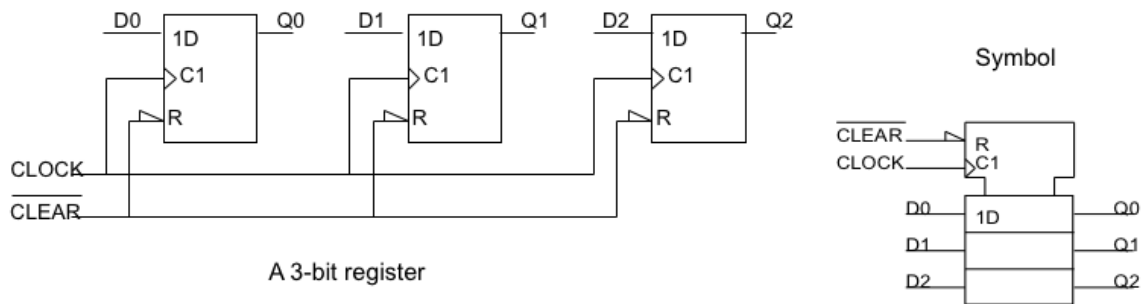 D0 Q0 D1 Q1 D2 Q2
1D 1D 1D
C1 C1 C1
R R R
CLOCK
CLEAR
A 3-bit register
Symbol
CLEAR R
CLOCK C1
D0 1D Q0
D1 Q1
D2 Q2